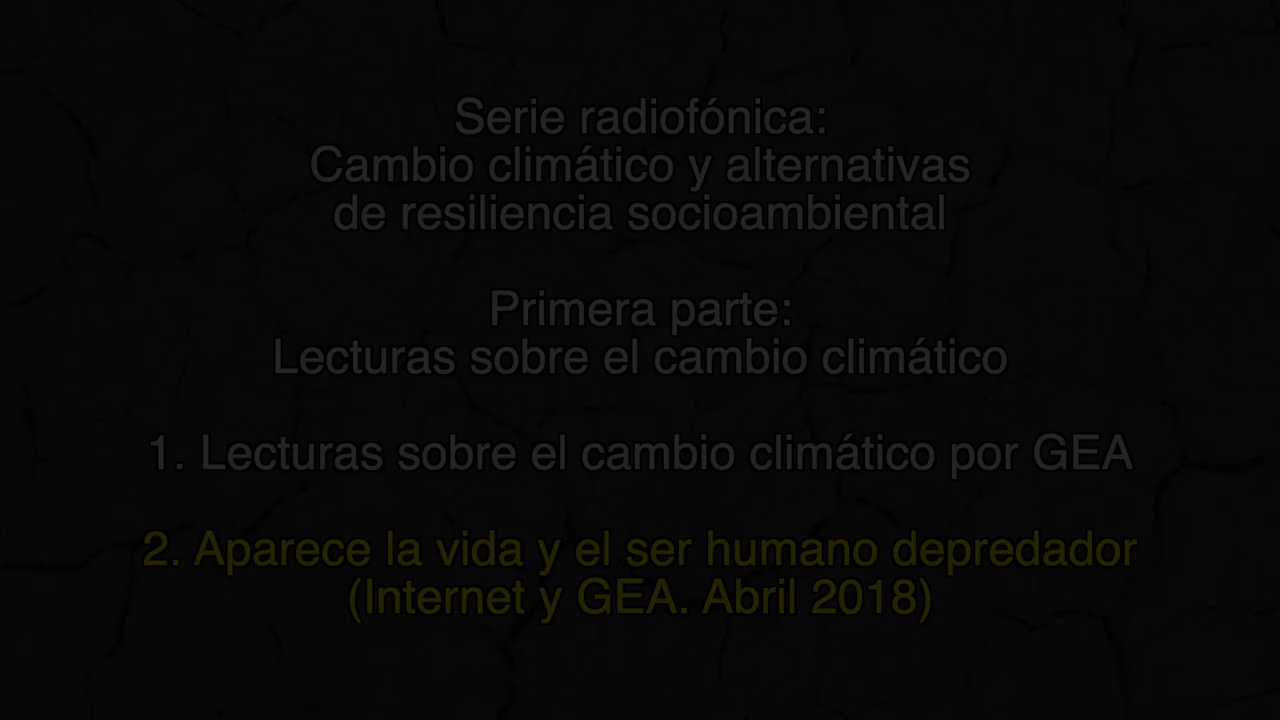 Serie radiofónica:
Cambio climático y alternativas
de resiliencia socioambiental
Primera parte:
Lecturas sobre el cambio climático
1. Lecturas sobre el cambio climático por GEA
2. Aparece la vida y el ser humano depredador
(Internet y GEA. Abril 2018)